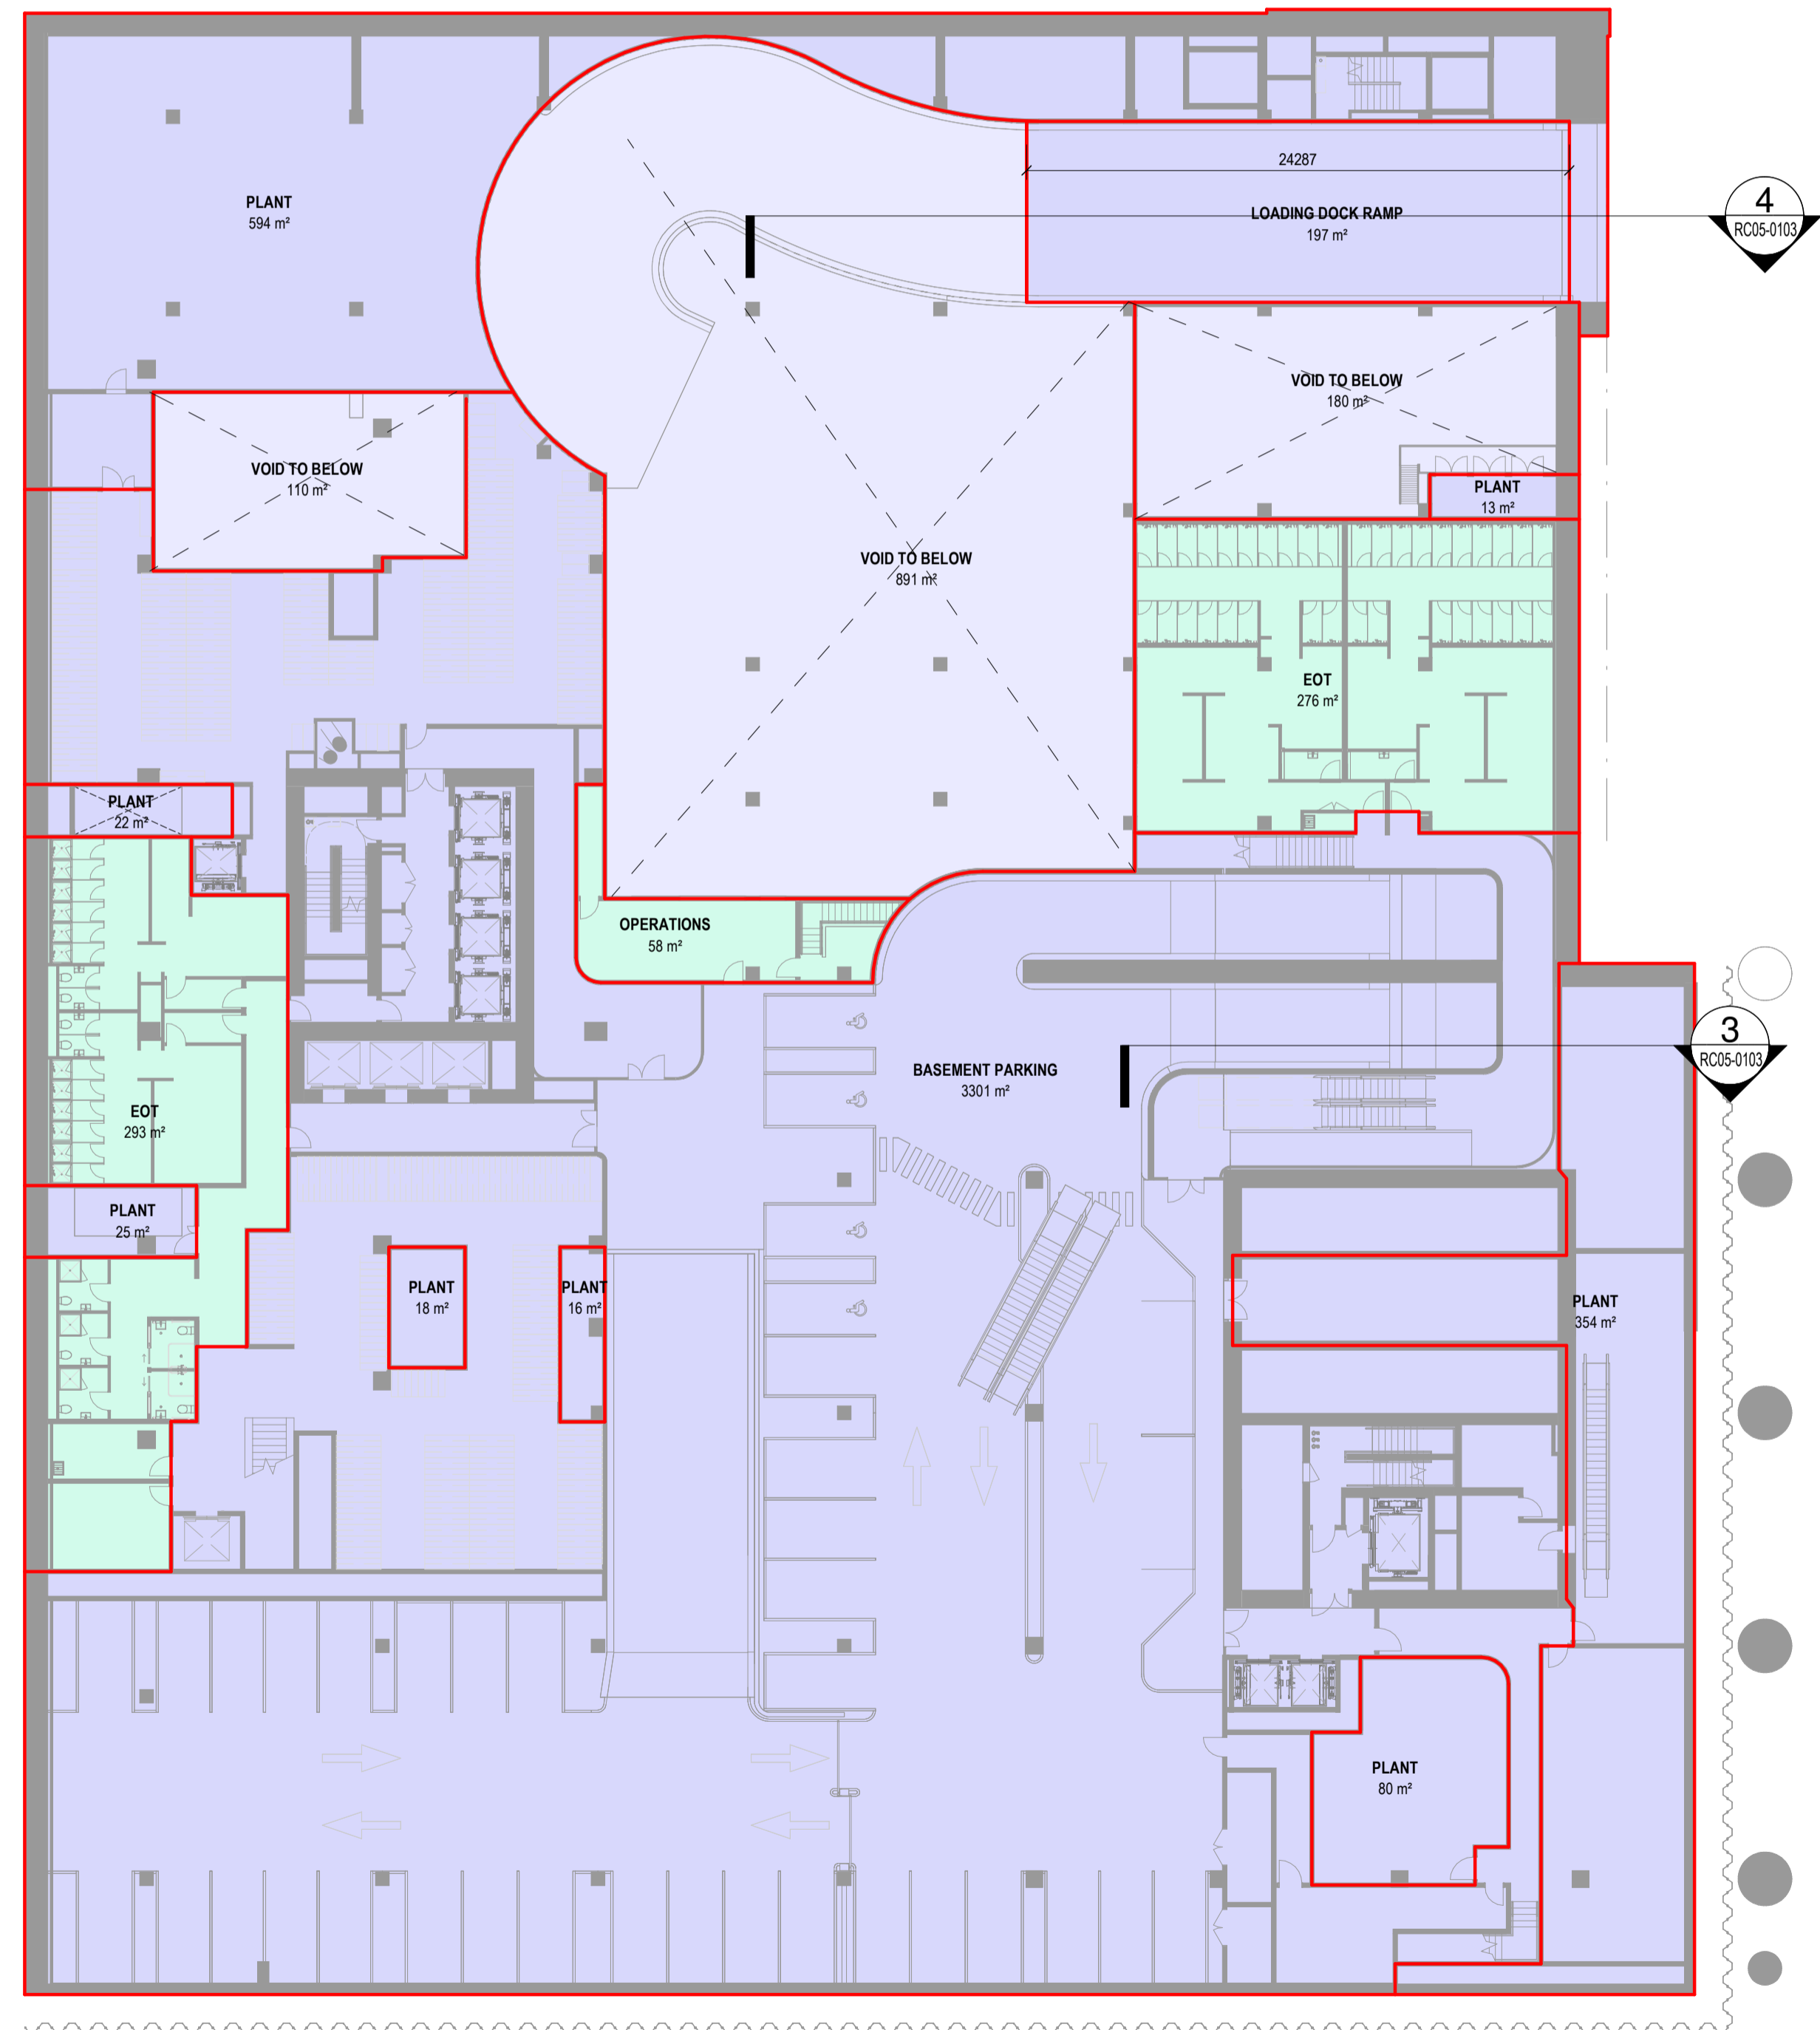 24287
4
RC05-0103
PLANT
594 m²
LOADING DOCK RAMP
197 m²
VOID TO BELOW
180 m²
VOID TO BELOW
110 m²
PLANT
13 m²
VOID TO BELOW
891 m²
EOT
276 m²
PLANT
22 m²
OPERATIONS
58 m²
3
RC05-0103
BASEMENT PARKING
3301 m²
EOT
293 m²
PLANT
25 m²
PLANT
18 m²
PLANT
16 m²
PLANT
354 m²
PLANT
80 m²